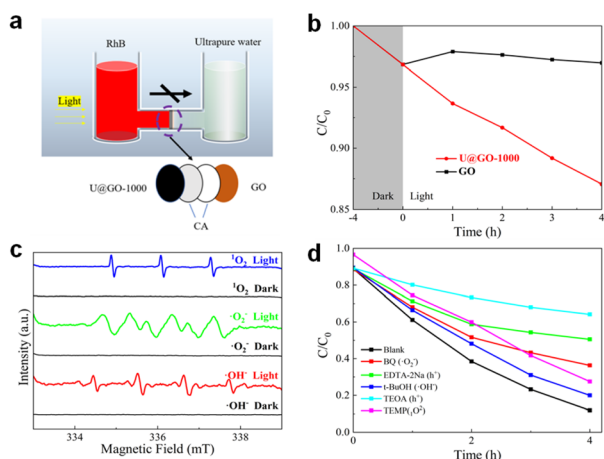 a
RhB
Ultrapure water
Light
U@GO-1000
GO
CA
b
C/C0
1.00
0.95
0.90
0.85
U@GO-1000
GO
Dark
Light
-4 0 1 2 3 4
Time (h)
c
Intensity (a.u.)
¹O₂ Light
¹O₂ Dark
·O₂⁻ Light
·O₂⁻ Dark
·OH⁻ Light
·OH⁻ Dark
334 336 338
Magnetic Field (mT)
d
C/C0
1.0
0.8
0.6
0.4
0.2
0.0
Blank
BQ (·O₂⁻)
EDTA-2Na (h⁺)
t-BuOH (·OH⁻)
TEOA (h⁺)
TEMP(₁O²)
0 2 4
Time (h)